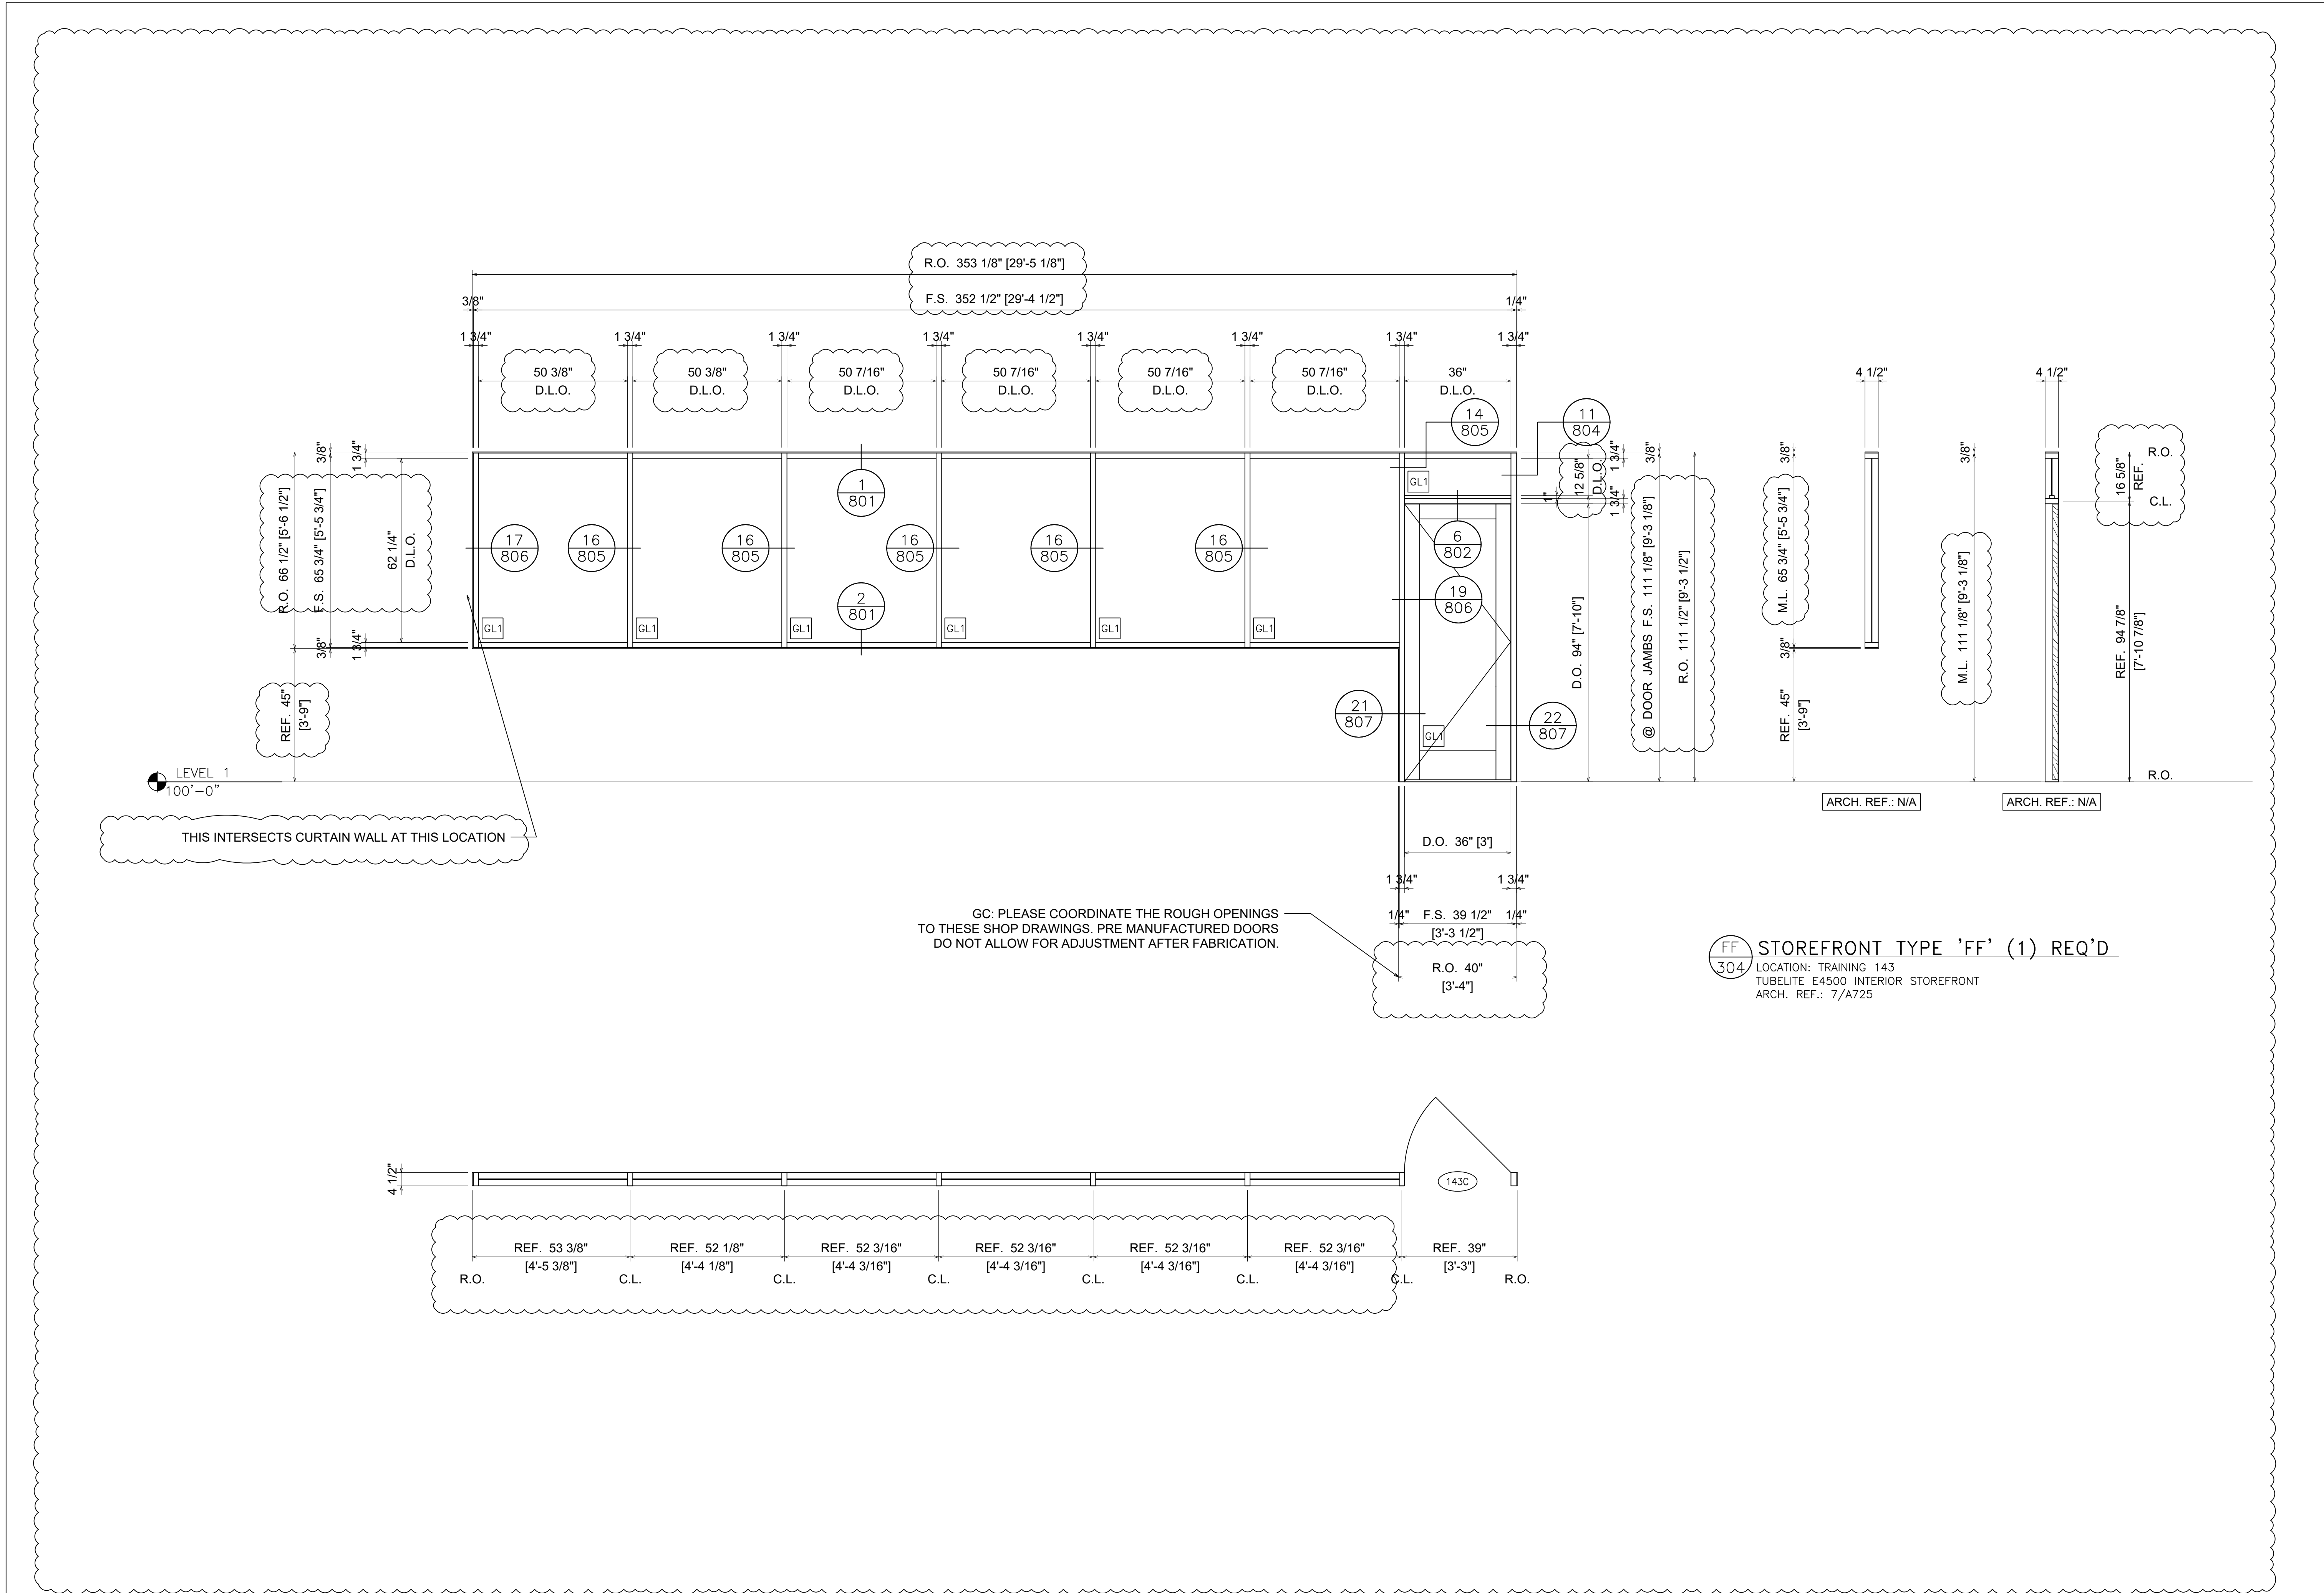 R.O. 353 1/8" [29'-5 1/8"]
3/8" F.S. 352 1/2" [29'-4 1/2"] 1/4"
1 3/4" 1 3/4" 1 3/4" 1 3/4" 1 3/4" 1 3/4" 1 3/4" 1 3/4"
50 3/8" 50 3/8" 50 7/16" 50 7/16" 50 7/16" 50 7/16" 36"
D.L.O. D.L.O. D.L.O. D.L.O. D.L.O. D.L.O. D.L.O.
14
805
11
804
R.O. 66 1/2" [5'-6 1/2"]
3/8"
F.S. 65 3/4" [5'-5 3/4"]
3/8"
1 3/4"
62 1/4"
D.L.O.
1 3/4"
REF. 45"
[3'-9"]
1
801
17
806
16
805
16
805
16
805
16
805
16
805
2
801
GL1 GL1 GL1 GL1 GL1 GL1
GL1
6
802
19
806
21
807
GL1
22
807
1"
12 5/8"
D.L.O.
1 3/4"
1 3/4"
D.O. 94" [7'-10"]
3/8"
@ DOOR JAMBS F.S. 111 1/8" [9'-3 1/8"]
R.O. 111 1/2" [9'-3 1/2"]
4 1/2"
3/8"
M.L. 65 3/4" [5'-5 3/4"]
3/8"
REF. 45"
[3'-9"]
ARCH. REF.: N/A
4 1/2"
3/8"
M.L. 111 1/8" [9'-3 1/8"]
R.O.
16 5/8"
REF.
C.L.
REF. 94 7/8"
[7'-10 7/8"]
R.O.
ARCH. REF.: N/A
LEVEL 1
100'-0"
THIS INTERSECTS CURTAIN WALL AT THIS LOCATION
D.O. 36" [3']
1 3/4" 1 3/4"
1/4" F.S. 39 1/2" 1/4"
[3'-3 1/2"]
R.O. 40"
[3'-4"]
GC: PLEASE COORDINATE THE ROUGH OPENINGS
TO THESE SHOP DRAWINGS. PRE MANUFACTURED DOORS
DO NOT ALLOW FOR ADJUSTMENT AFTER FABRICATION.
FF
304
STOREFRONT TYPE 'FF' (1) REQ'D
LOCATION: TRAINING 143
TUBELITE E4500 INTERIOR STOREFRONT
ARCH. REF.: 7/A725
4 1/2"
143C
REF. 53 3/8" REF. 52 1/8" REF. 52 3/16" REF. 52 3/16" REF. 52 3/16" REF. 52 3/16" REF. 39"
[4'-5 3/8"] [4'-4 1/8"] [4'-4 3/16"] [4'-4 3/16"] [4'-4 3/16"] [4'-4 3/16"] [3'-3"]
R.O. C.L. C.L. C.L. C.L. C.L. C.L. R.O.